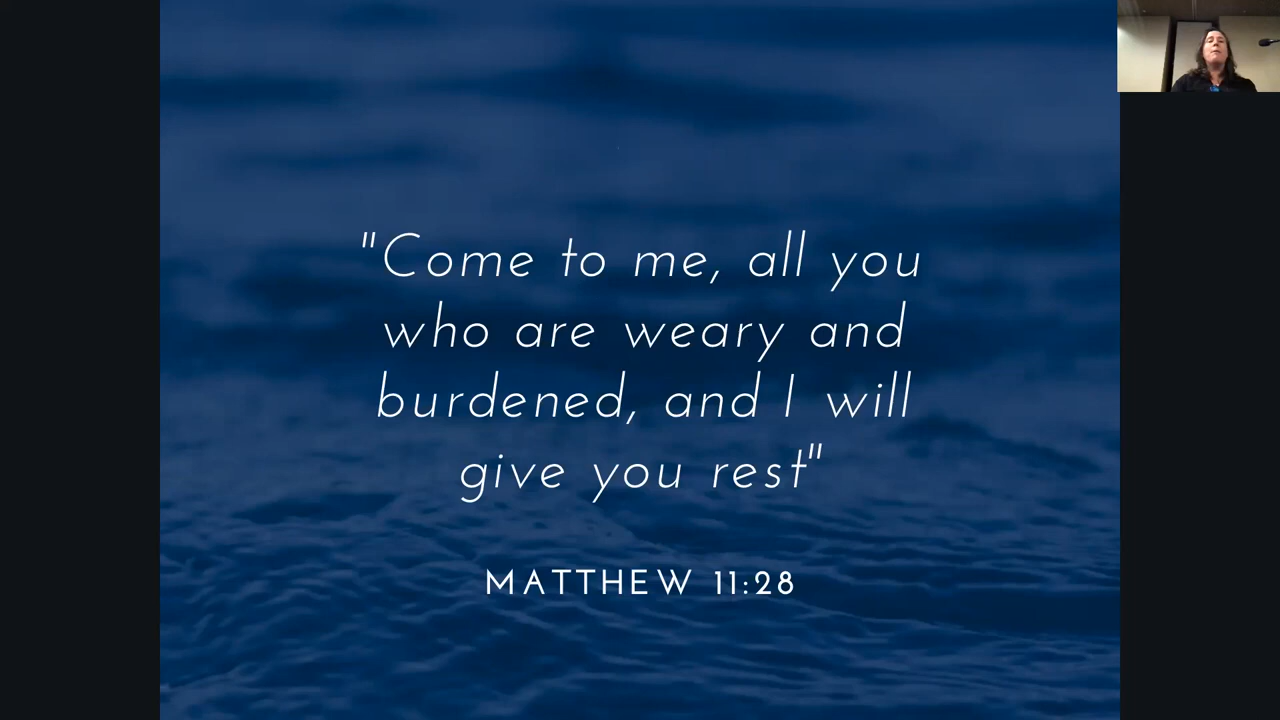 "Come to me, all you
who are weary and
burdened, and I will
give you rest"
MATTHEW 11:28